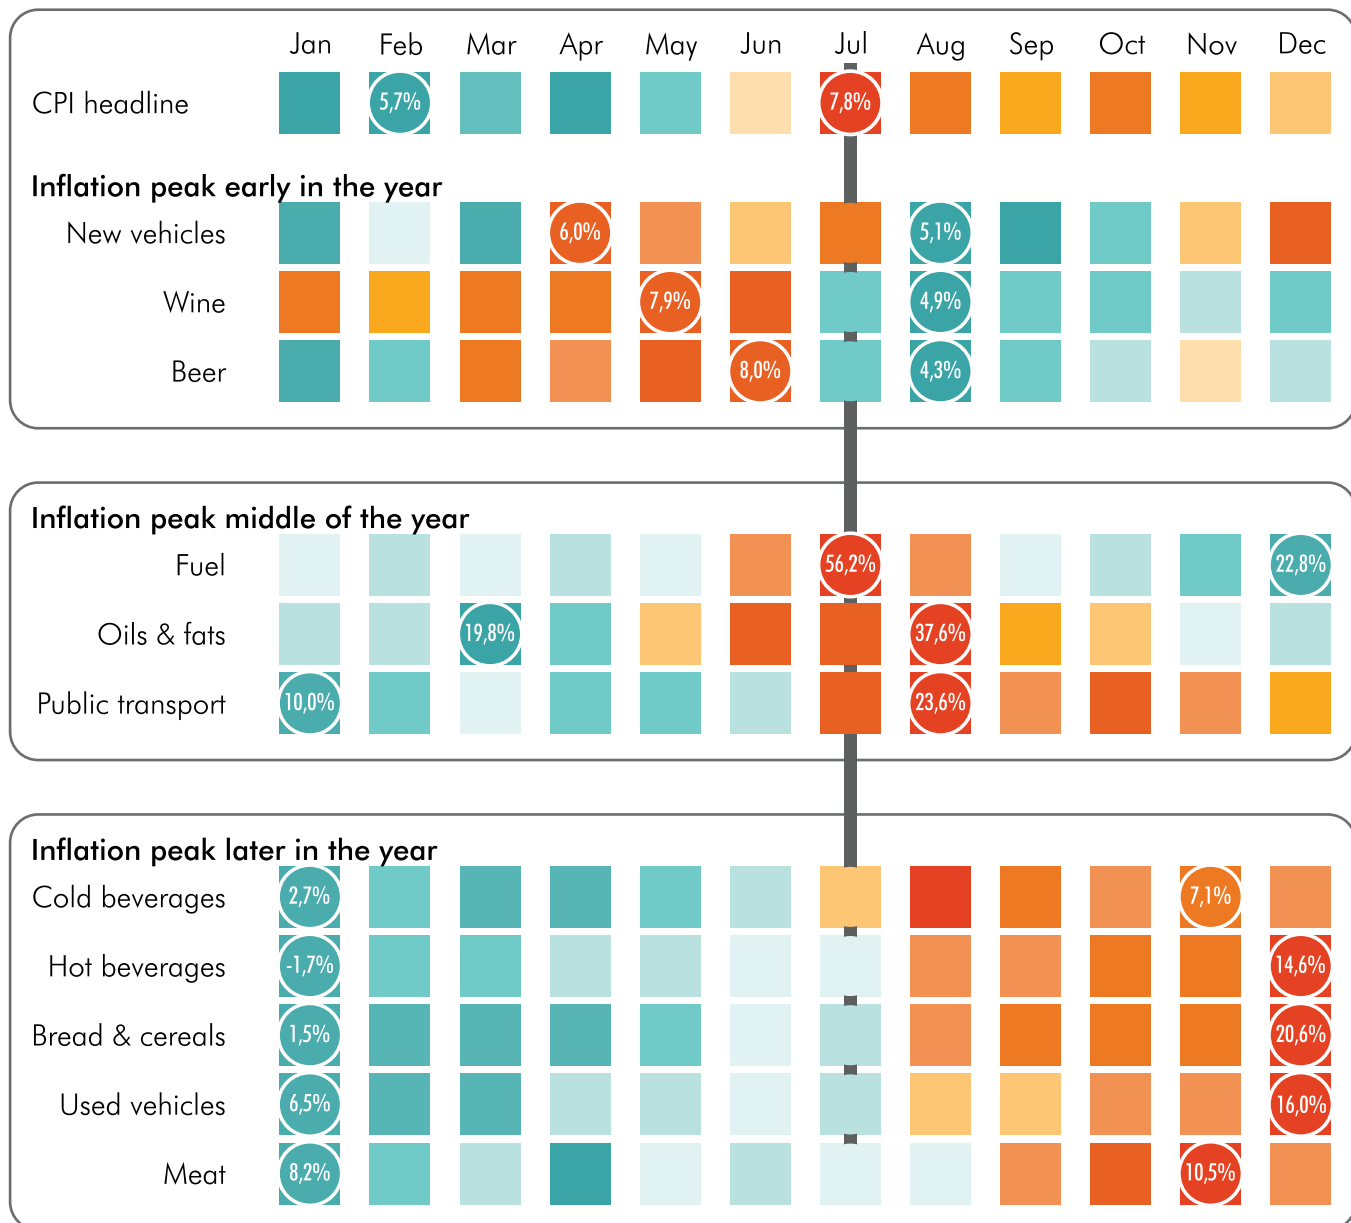 Jan Feb Mar Apr May Jun Jul Aug Sep Oct Nov Dec
CPI headline 5,7% 7,8%
Inflation peak early in the year
New vehicles 6,0% 5,1%
Wine 7,9% 4,9%
Beer 8,0% 4,3%
Inflation peak middle of the year
Fuel 56,2% 22,8%
Oils & fats 19,8% 37,6%
Public transport 10,0% 23,6%
Inflation peak later in the year
Cold beverages 2,7% 7,1%
Hot beverages -1,7% 14,6%
Bread & cereals 1,5% 20,6%
Used vehicles 6,5% 16,0%
Meat 8,2% 10,5%